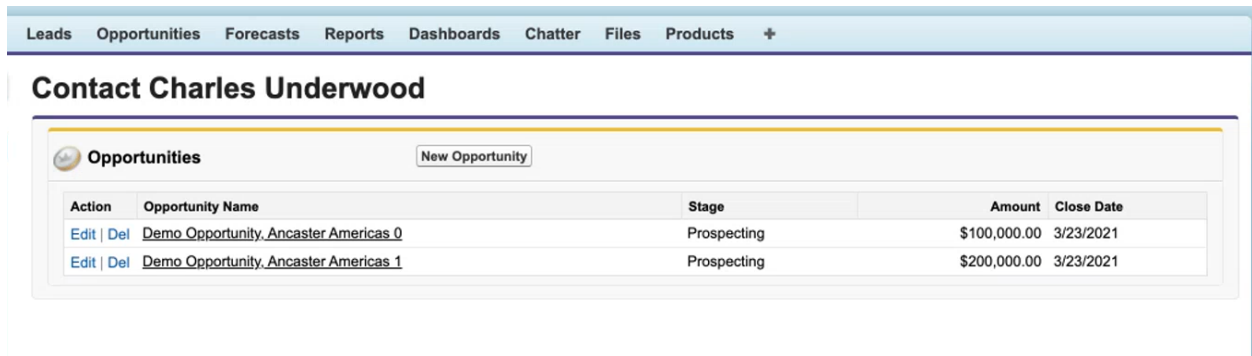 Leads Opportunities Forecasts Reports Dashboards Chatter Files Products +
Contact Charles Underwood
Opportunities New Opportunity
Action Opportunity Name Stage Amount Close Date
Edit | Del Demo Opportunity, Ancaster Americas 0 Prospecting $100,000.00 3/23/2021
Edit | Del Demo Opportunity, Ancaster Americas 1 Prospecting $200,000.00 3/23/2021